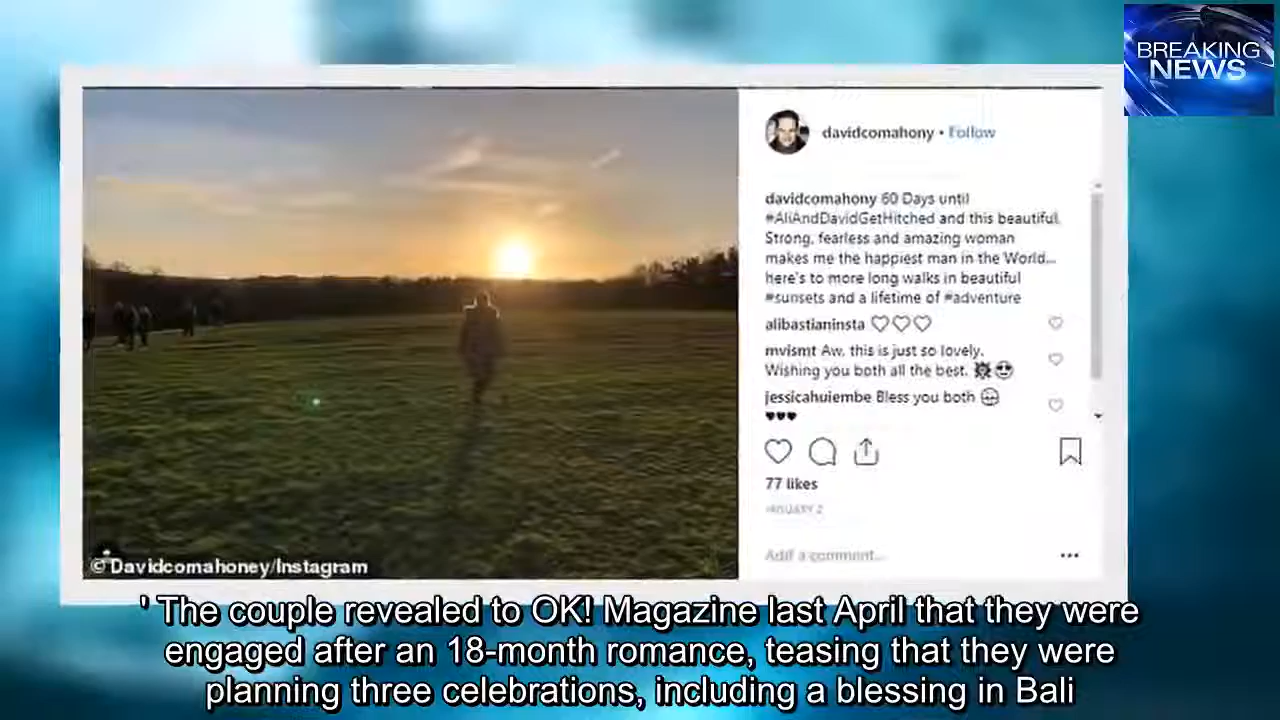 BREAKING
NEWS
davidcomahony • Follow
davidcomahony 60 Days until
#AliAndDavidGetHitched and this beautiful.
Strong, fearless and amazing woman
makes me the happiest man in the World...
here's to more long walks in beautiful
#sunsets and a lifetime of #adventure
alibastianinsta ♡♡♡
mvismt Aw, this is just so lovely.
Wishing you both all the best.
jessicahuiembe Bless you both
♥♥♥
77 likes
JANUARY 2
Add a comment...
© Davidcomahoney/Instagram
' The couple revealed to OK! Magazine last April that they were
engaged after an 18-month romance, teasing that they were
planning three celebrations, including a blessing in Bali